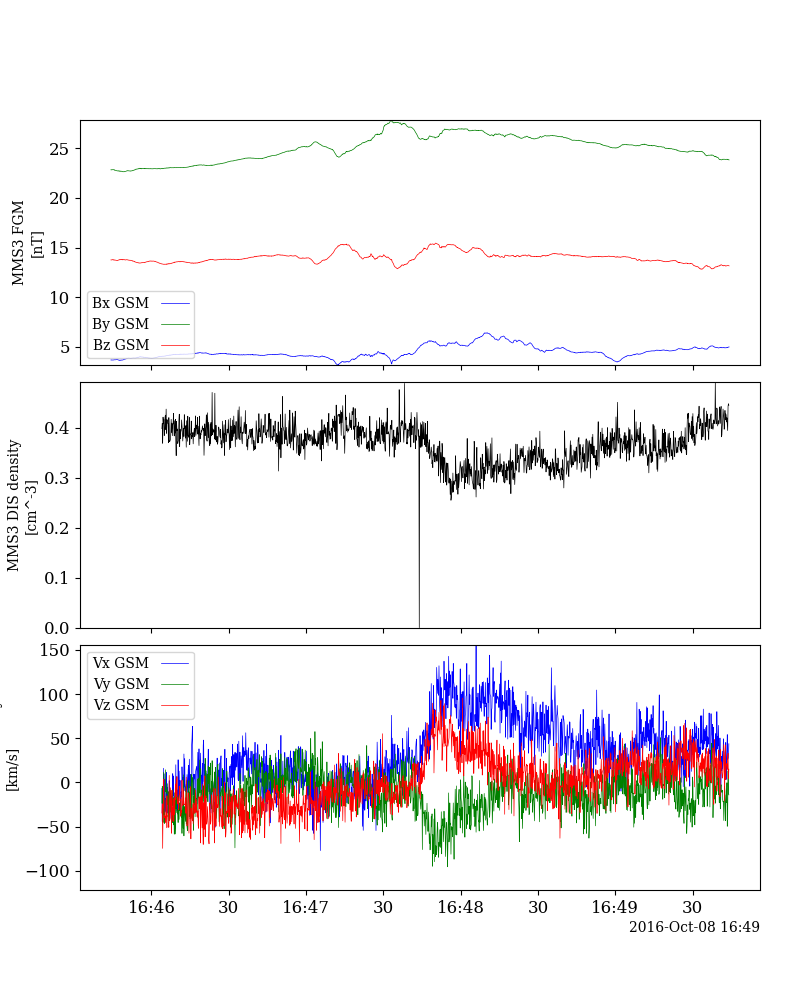 25
20
15
10
5
MMS3 FGM
[nT]
Bx GSM
By GSM
Bz GSM
0.4
0.3
0.2
0.1
0.0
MMS3 DIS density
[cm^-3]
150
100
50
0
−50
−100
[km/s]
Vx GSM
Vy GSM
Vz GSM
16:46 30 16:47 30 16:48 30 16:49 30
2016-Oct-08 16:49